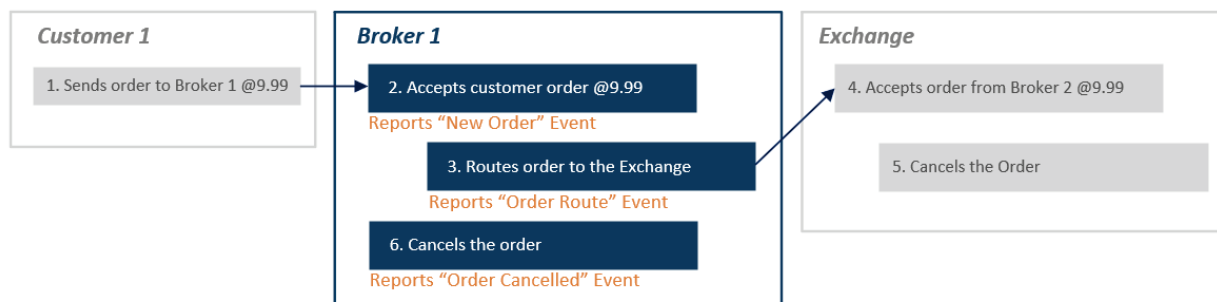 Customer 1
1. Sends order to Broker 1 @9.99
Broker 1
2. Accepts customer order @9.99
Reports “New Order” Event
3. Routes order to the Exchange
Reports “Order Route” Event
6. Cancels the order
Reports “Order Cancelled” Event
Exchange
4. Accepts order from Broker 2 @9.99
5. Cancels the Order